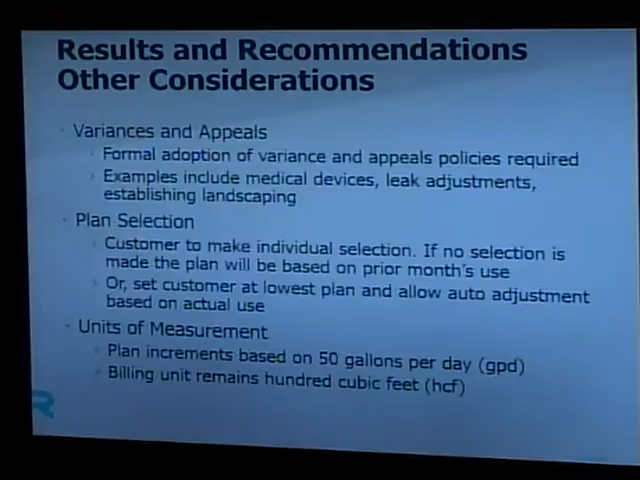 Results and Recommendations
Other Considerations
Variances and Appeals
Formal adoption of variance and appeals policies required
Examples include medical devices, leak adjustments,
establishing landscaping
Plan Selection
Customer to make individual selection. If no selection is
made the plan will be based on prior month's use
Or, set customer at lowest plan and allow auto adjustment
based on actual use
Units of Measurement
Plan increments based on 50 gallons per day (gpd)
Billing unit remains hundred cubic feet (hcf)
R